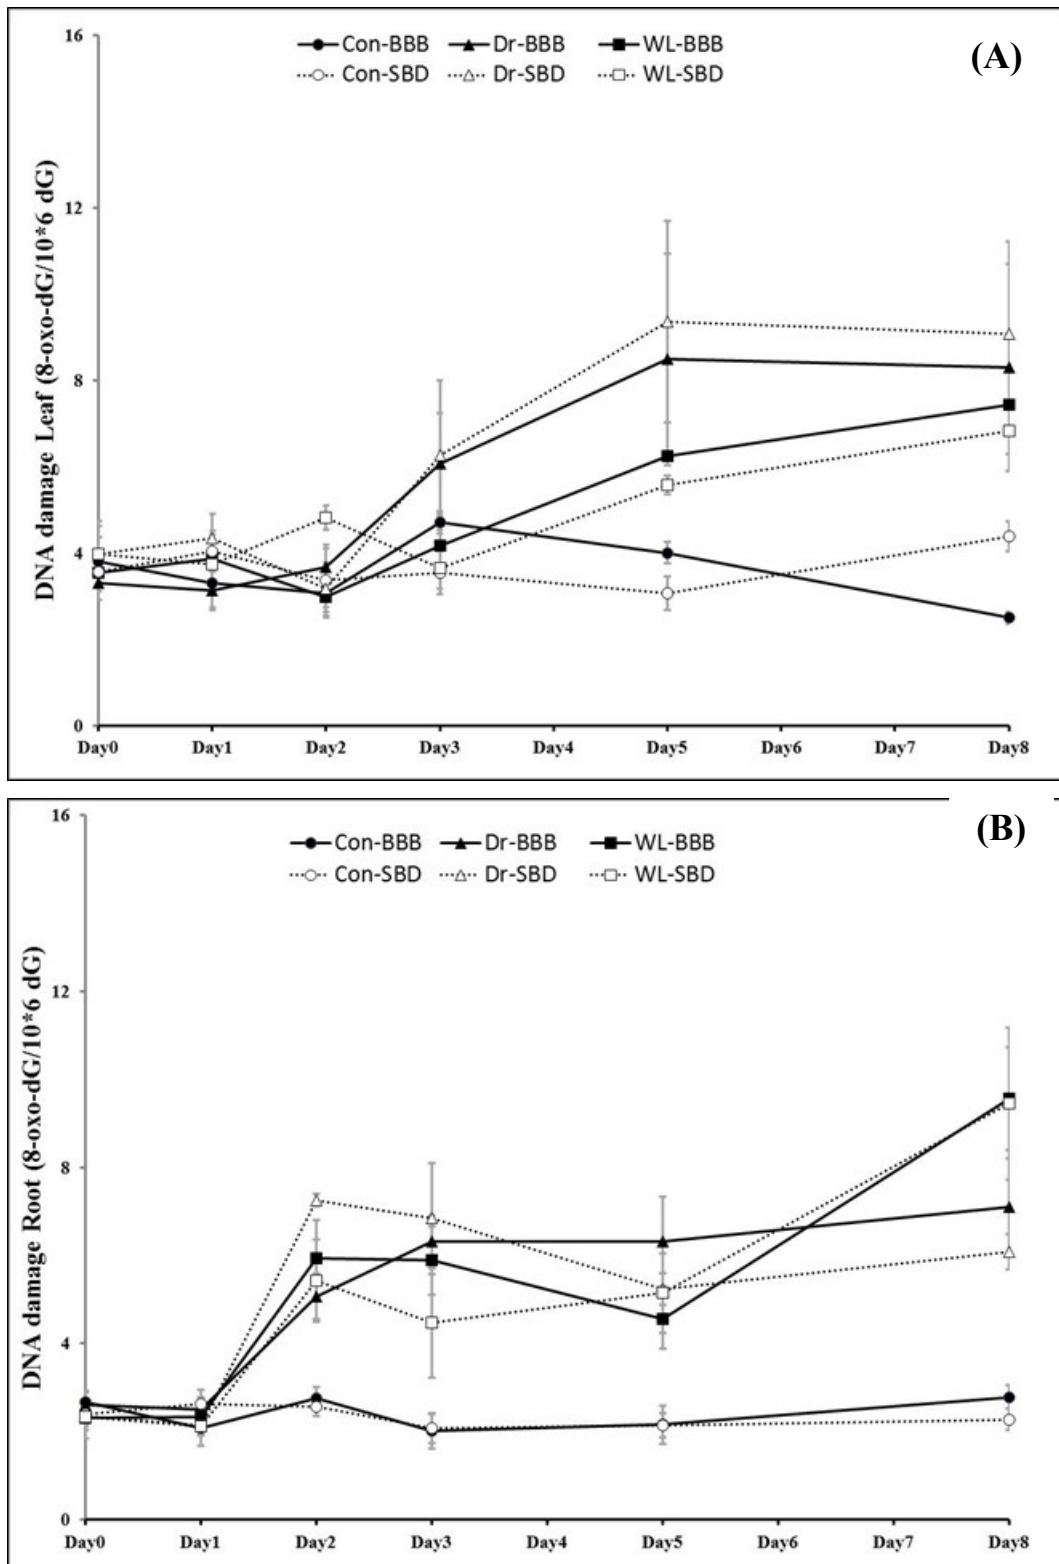 16
Con-BBB Dr-BBB WL-BBB
Con-SBD Dr-SBD WL-SBD
(A)
12
8
4
0
DNA damage Leaf (8-oxo-dG/10*6 dG)
Day0 Day1 Day2 Day3 Day4 Day5 Day6 Day7 Day8
16
Con-BBB Dr-BBB WL-BBB
Con-SBD Dr-SBD WL-SBD
(B)
12
8
4
0
DNA damage Root (8-oxo-dG/10*6 dG)
Day0 Day1 Day2 Day3 Day4 Day5 Day6 Day7 Day8